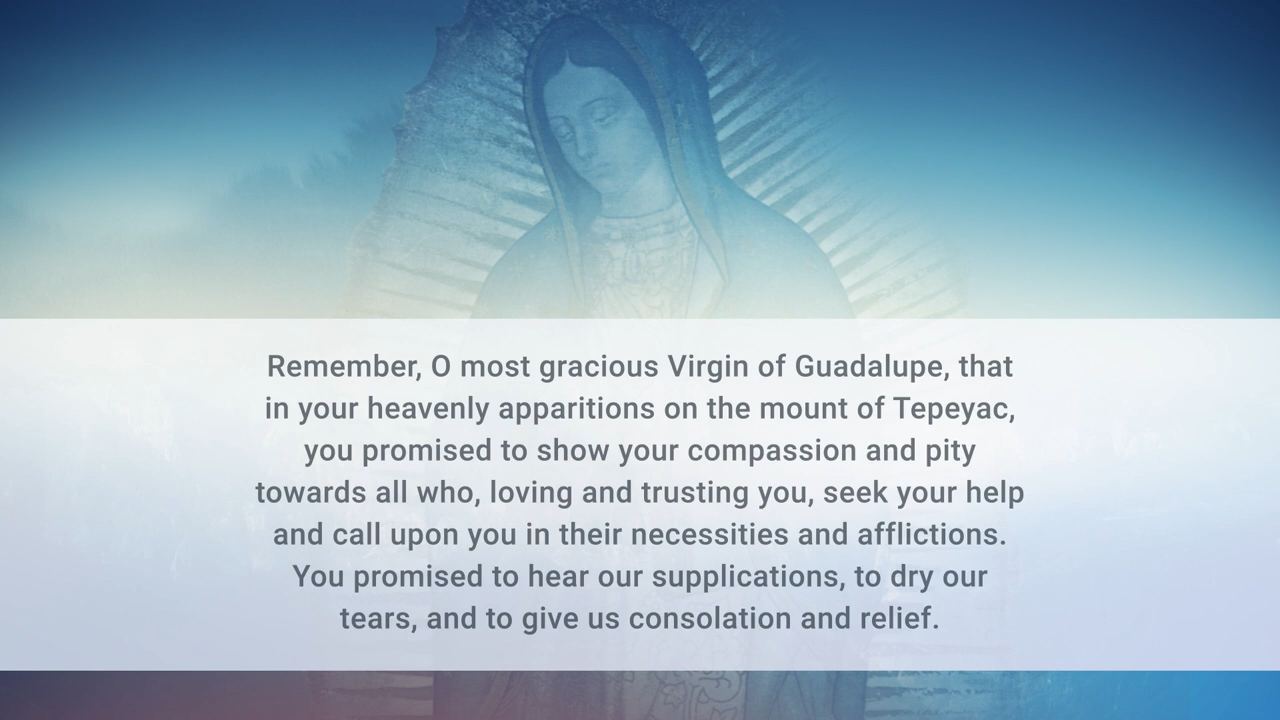 Remember, O most gracious Virgin of Guadalupe, that
in your heavenly apparitions on the mount of Tepeyac,
you promised to show your compassion and pity
towards all who, loving and trusting you, seek your help
and call upon you in their necessities and afflictions.
You promised to hear our supplications, to dry our
tears, and to give us consolation and relief.